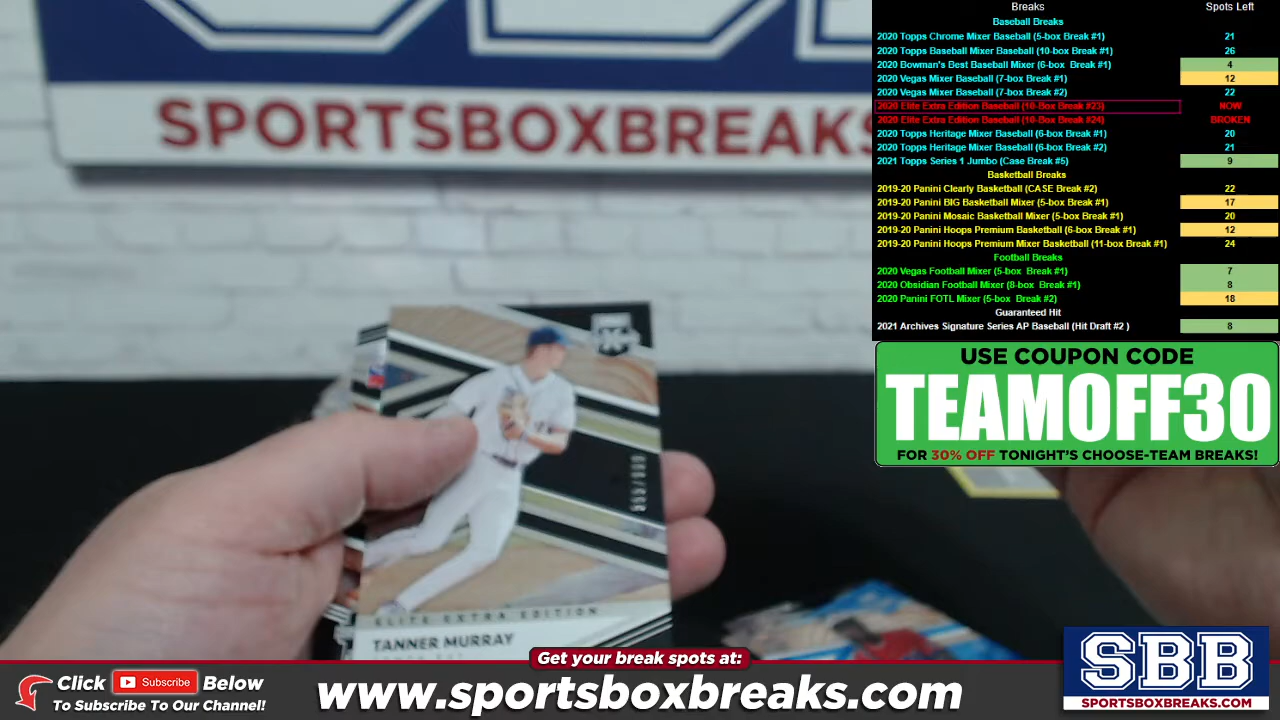 SPORTSBOXBREAKS
Breaks Spots Left
Baseball Breaks
2020 Topps Chrome Mixer Baseball (5-box Break #1) 21
2020 Topps Baseball Mixer Baseball (10-box Break #1) 26
2020 Bowman's Best Baseball Mixer (6-box Break #1) 4
2020 Vegas Mixer Baseball (7-box Break #1) 12
2020 Vegas Mixer Baseball (7-box Break #2) 22
2020 Elite Extra Edition Baseball (10-Box Break #23) NOW
2020 Elite Extra Edition Baseball (10-Box Break #24) BROKEN
2020 Topps Heritage Mixer Baseball (6-box Break #1) 20
2020 Topps Heritage Mixer Baseball (6-box Break #2) 21
2021 Topps Series 1 Jumbo (Case Break #5) 9
Basketball Breaks
2019-20 Panini Clearly Basketball (CASE Break #2) 22
2019-20 Panini BIG Basketball Mixer (5-box Break #1) 17
2019-20 Panini Mosaic Basketball Mixer (5-box Break #1) 20
2019-20 Panini Hoops Premium Basketball (6-box Break #1) 12
2019-20 Panini Hoops Premium Mixer Basketball (11-box Break #1) 24
Football Breaks
2020 Vegas Football Mixer (5-box Break #1) 7
2020 Obsidian Football Mixer (8-box Break #1) 8
2020 Panini FOTL Mixer (5-box Break #2) 18
Guaranteed Hit
2021 Archives Signature Series AP Baseball (Hit Draft #2 ) 8
USE COUPON CODE
TEAMOFF30
FOR 30% OFF TONIGHT'S CHOOSE-TEAM BREAKS!
ELITE EXTRA EDITION
TANNER MURRAY
Get your break spots at:
Click Subscribe Below
To Subscribe To Our Channel!
www.sportsboxbreaks.com
SBB
SPORTSBOXBREAKS.COM